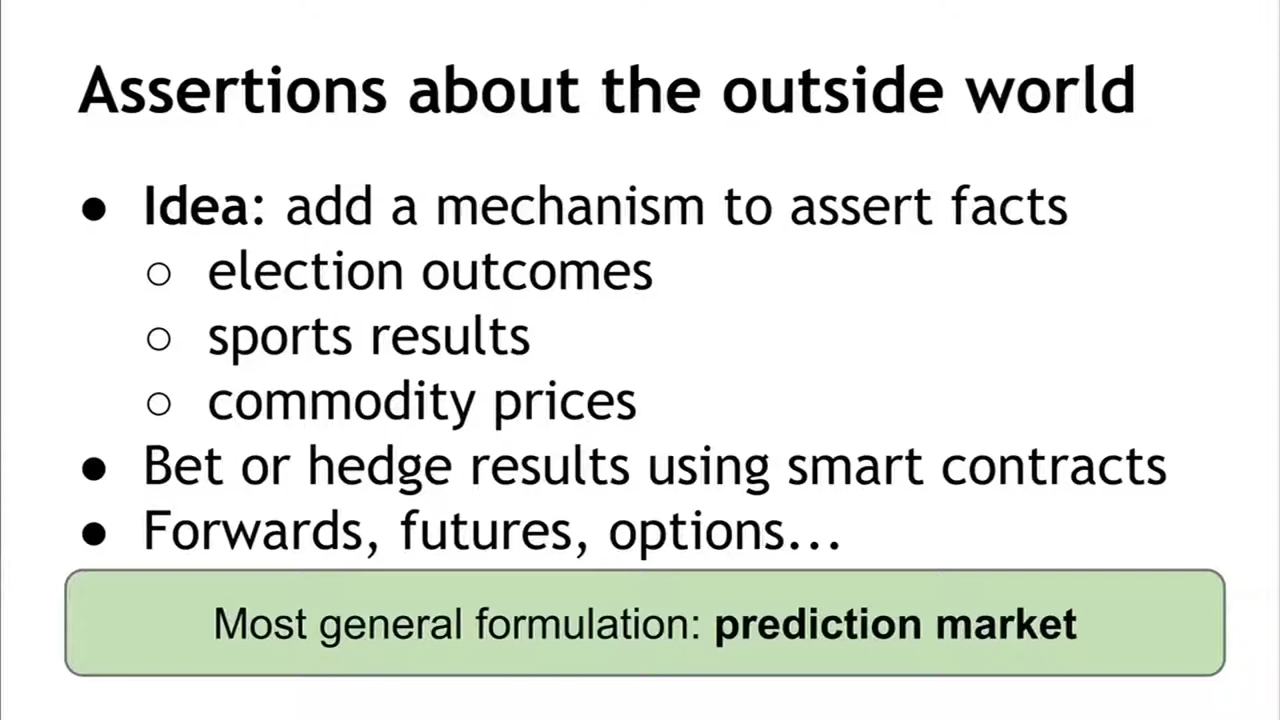 Assertions about the outside world
● Idea: add a mechanism to assert facts
○ election outcomes
○ sports results
○ commodity prices
● Bet or hedge results using smart contracts
● Forwards, futures, options...
Most general formulation: prediction market